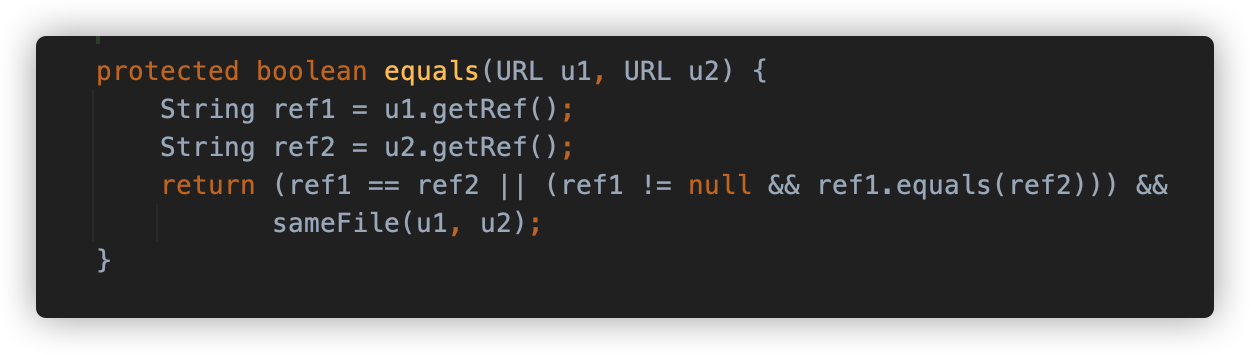 protected boolean equals(URL u1, URL u2) {
    String ref1 = u1.getRef();
    String ref2 = u2.getRef();
    return (ref1 == ref2 || (ref1 != null && ref1.equals(ref2))) &&
           sameFile(u1, u2);
}